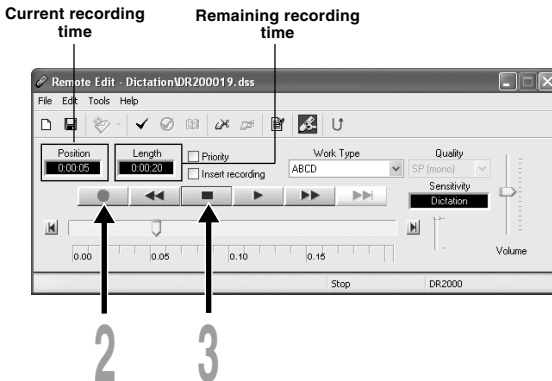 Current recording
time
Remaining recording
time
Remote Edit - Dictation\DR200019.dss
File Edit Tools Help
Position
0:00:05
Length
0:00:20
Priority
Insert recording
Work Type
ABCD
Quality
SP (mono)
Sensitivity
Dictation
Volume
0.00 0.05 0.10 0.15
Stop DR2000
2 3